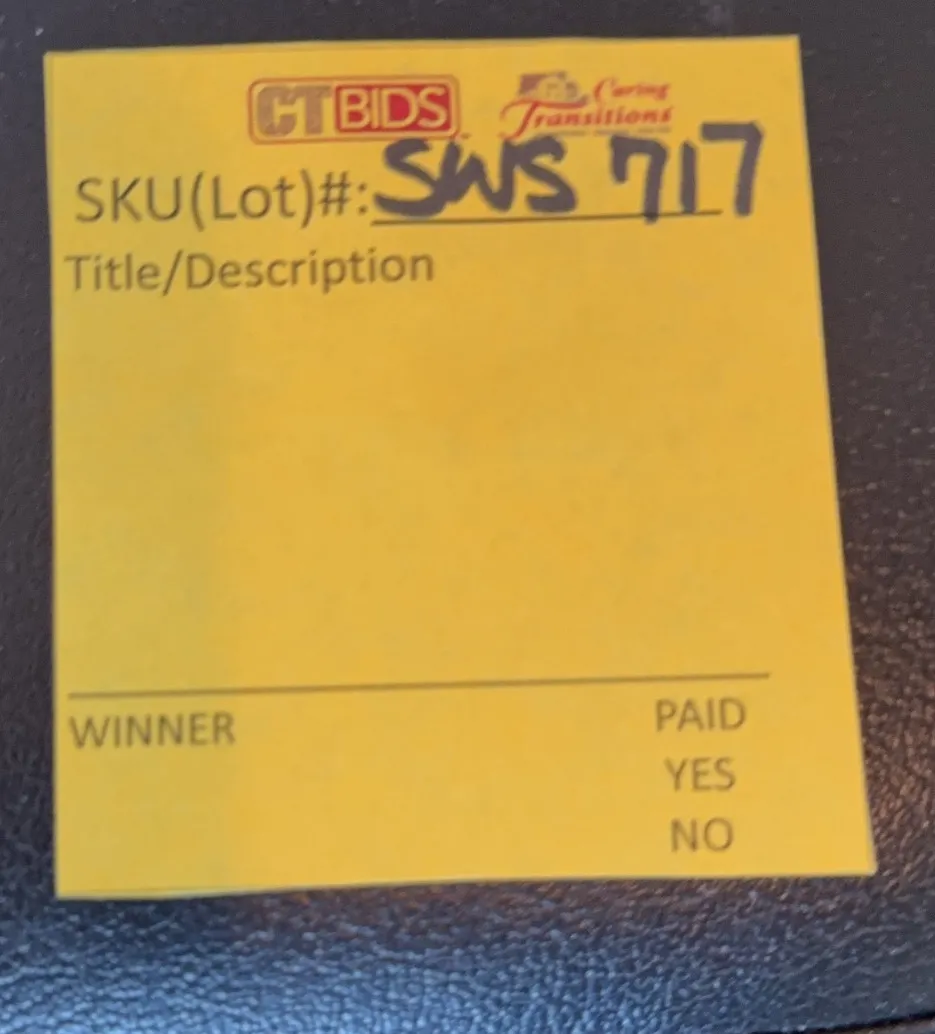 CTBIDS Caring
Transitions
SKU(Lot)#: SWS 717
Title/Description
WINNER PAID
YES
NO